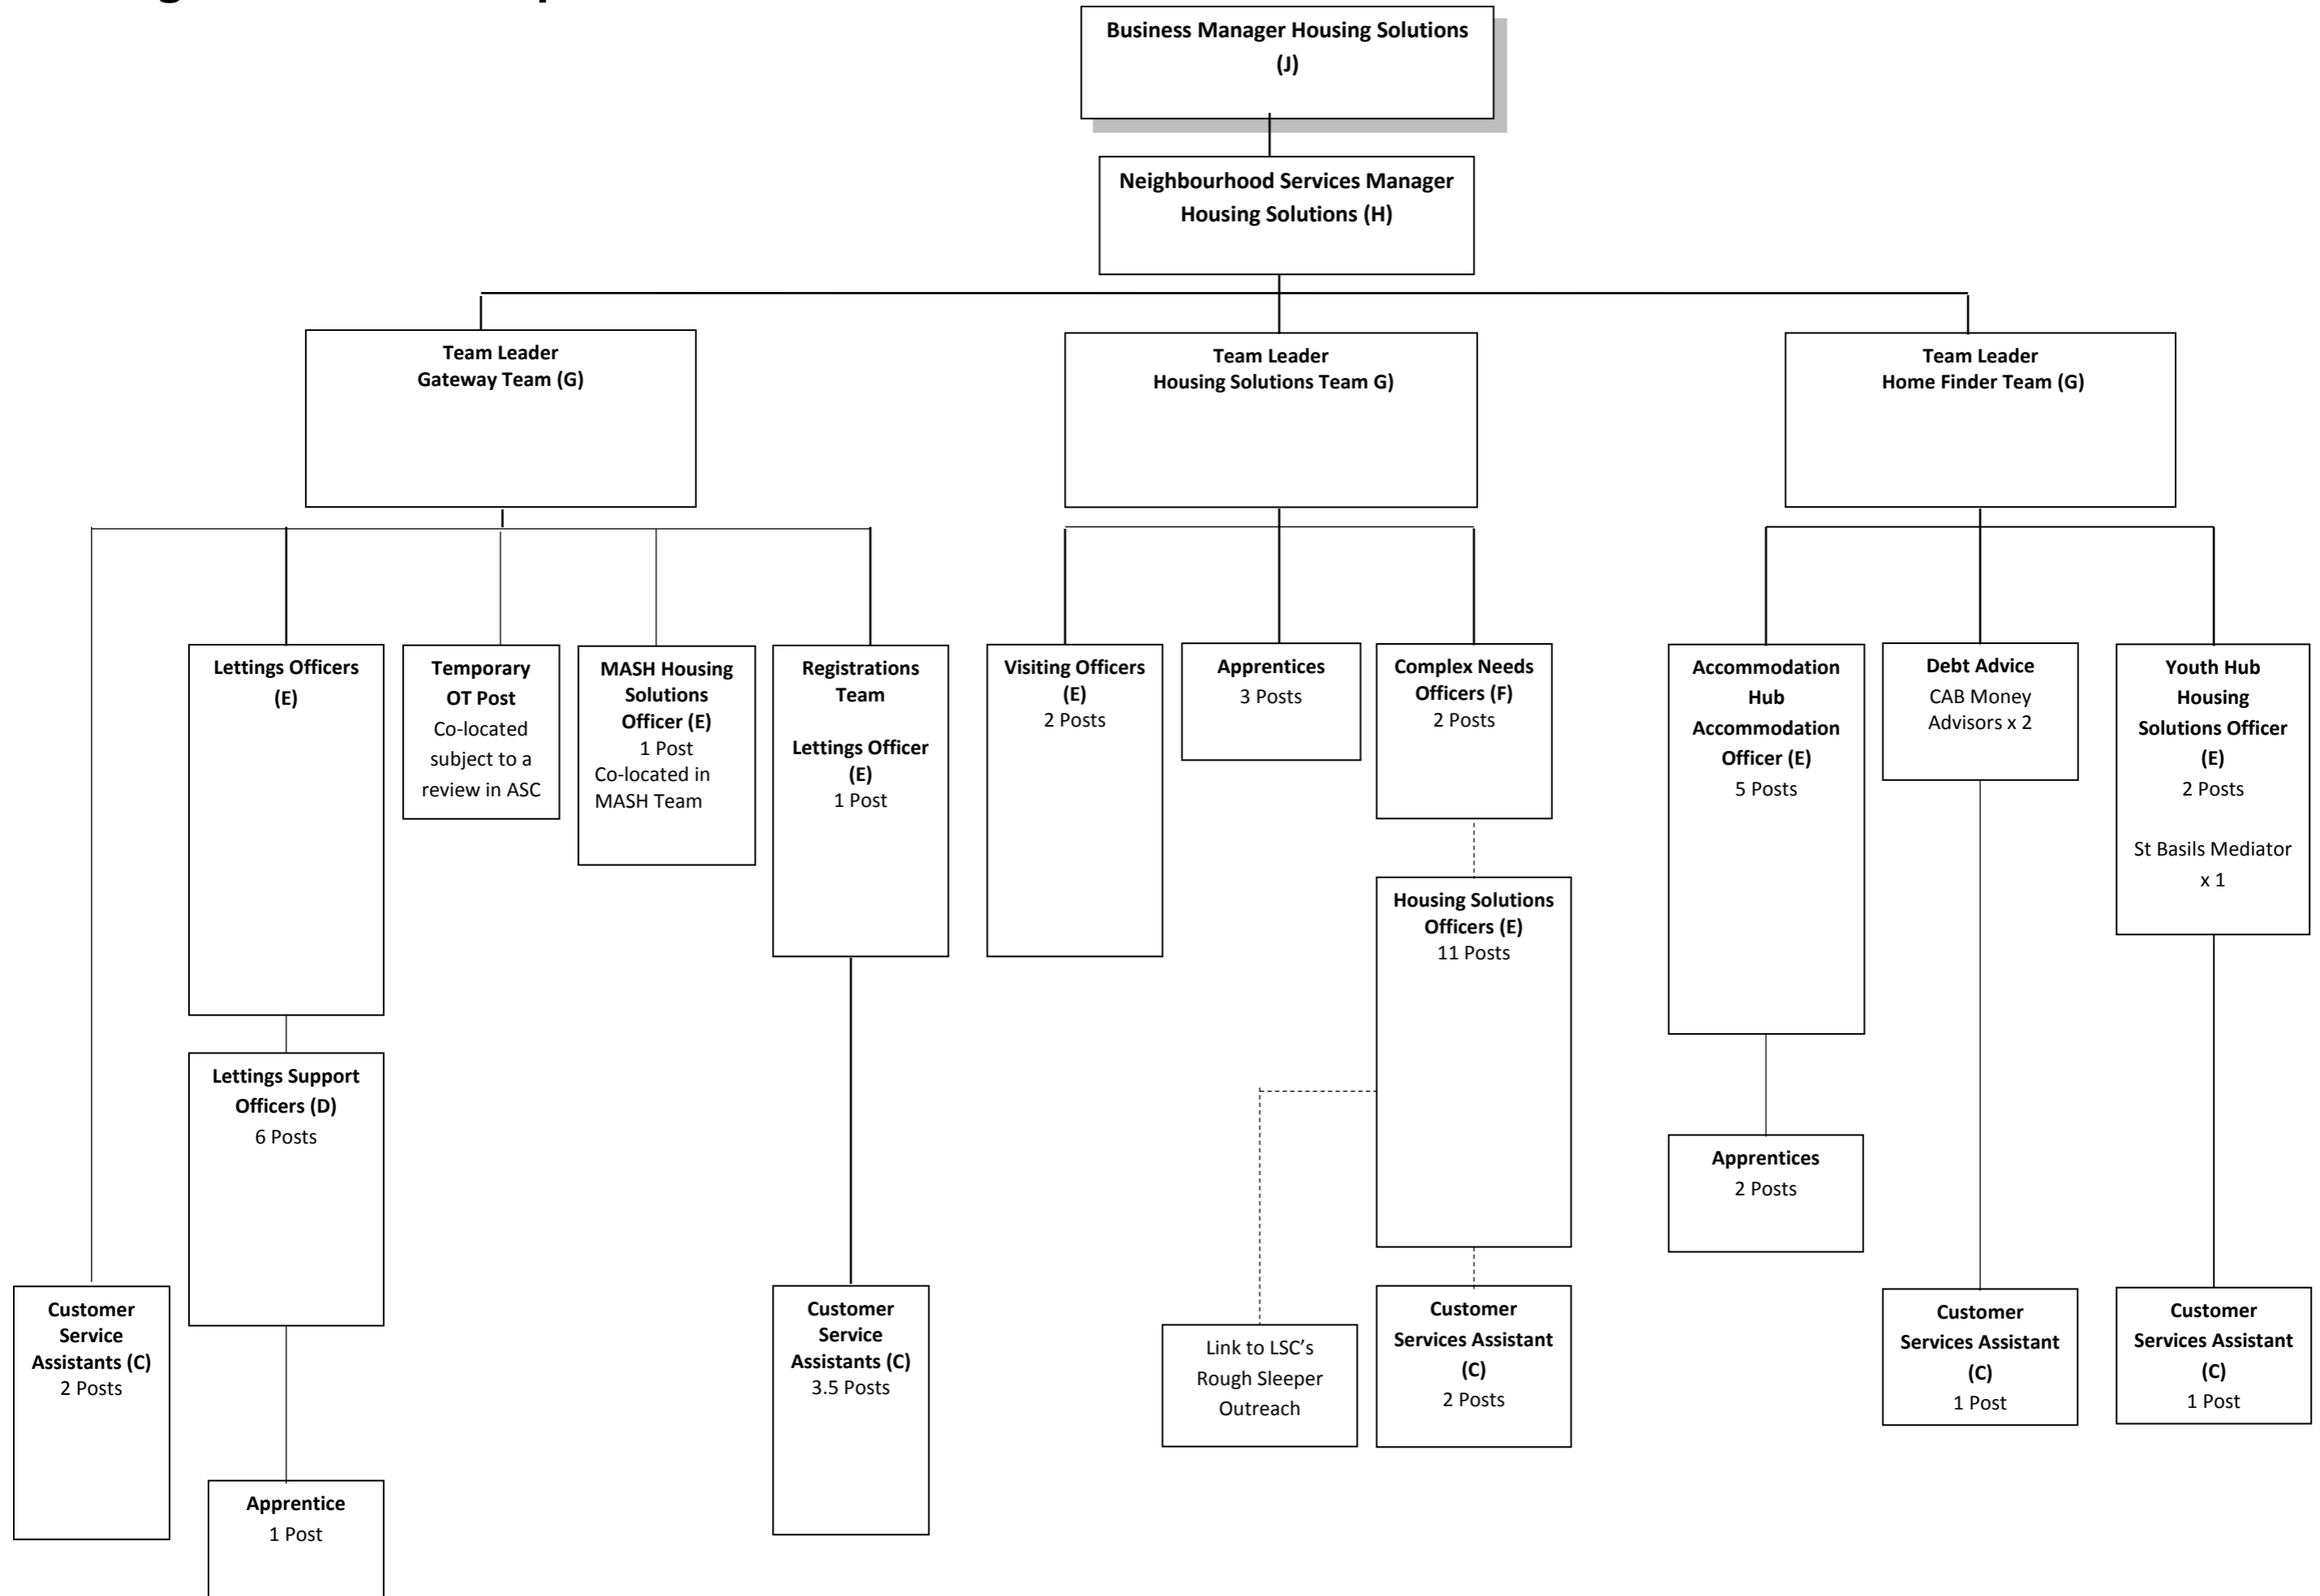 Business Manager Housing Solutions
(J)
Neighbourhood Services Manager
Housing Solutions (H)
Team Leader
Gateway Team (G)
Team Leader
Housing Solutions Team G)
Team Leader
Home Finder Team (G)
Lettings Officers
(E)
Temporary
OT Post
Co-located
subject to a
review in ASC
MASH Housing
Solutions
Officer (E)
1 Post
Co-located in
MASH Team
Registrations
Team
Lettings Officer
(E)
1 Post
Visiting Officers
(E)
2 Posts
Apprentices
3 Posts
Complex Needs
Officers (F)
2 Posts
Accommodation
Hub
Accommodation
Officer (E)
5 Posts
Debt Advice
CAB Money
Advisors x 2
Youth Hub
Housing
Solutions Officer
(E)
2 Posts
St Basils Mediator
x 1
Housing Solutions
Officers (E)
11 Posts
Lettings Support
Officers (D)
6 Posts
Apprentices
2 Posts
Customer
Service
Assistants (C)
2 Posts
Customer
Service
Assistants (C)
3.5 Posts
Link to LSC’s
Rough Sleeper
Outreach
Customer
Services Assistant
(C)
2 Posts
Customer
Services Assistant
(C)
1 Post
Customer
Services Assistant
(C)
1 Post
Apprentice
1 Post